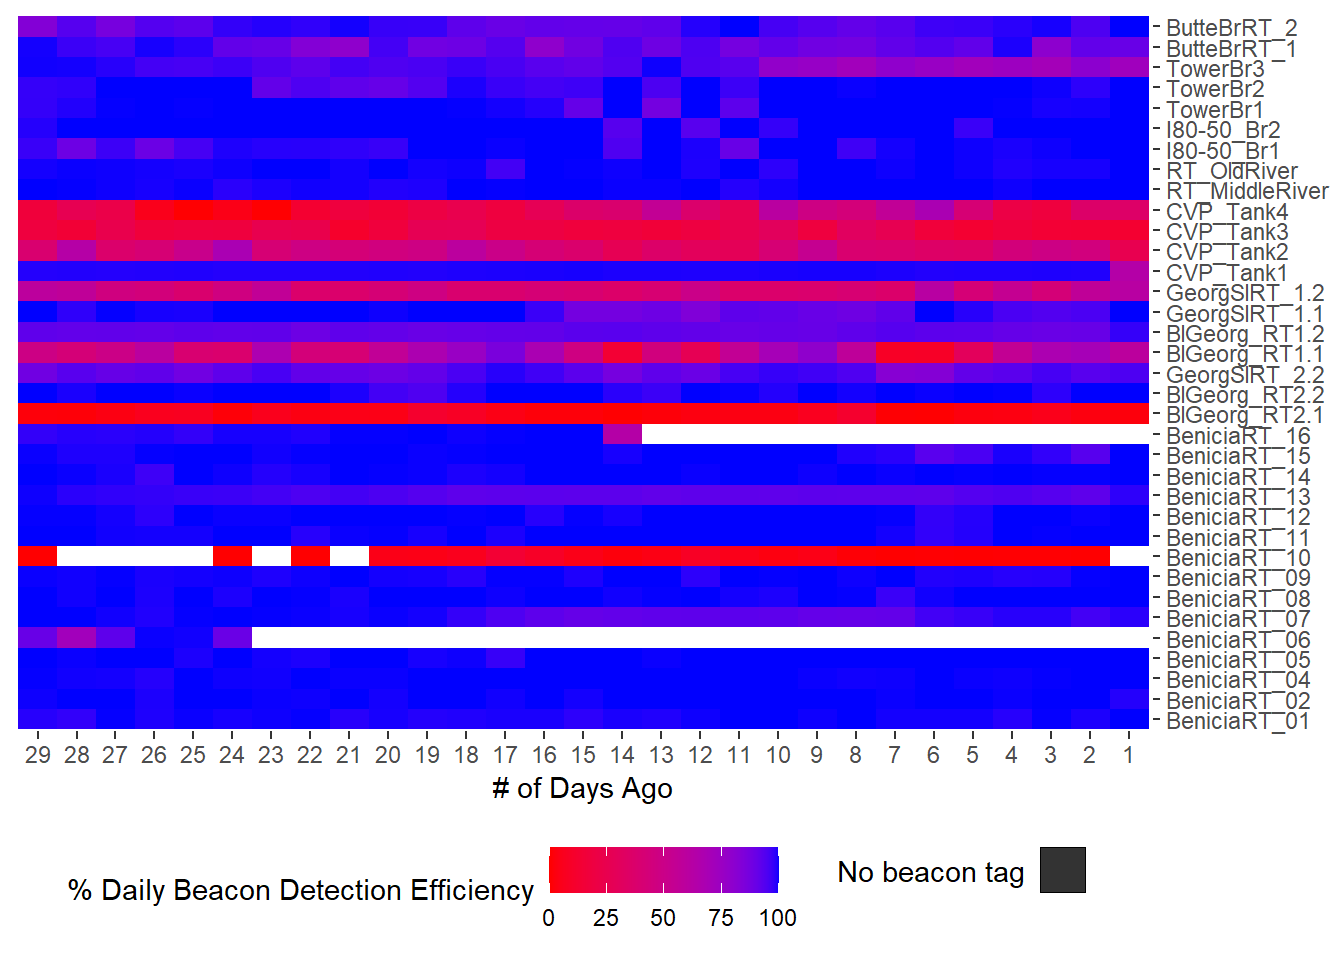 ButteBrRT_2
ButteBrRT_1
TowerBr3
TowerBr2
TowerBr1
I80-50_Br2
I80-50_Br1
RT_OldRiver
RT_MiddleRiver
CVP_Tank4
CVP_Tank3
CVP_Tank2
CVP_Tank1
GeorgSlRT_1.2
GeorgSlRT_1.1
BlGeorg_RT1.2
BlGeorg_RT1.1
GeorgSlRT_2.2
BlGeorg_RT2.2
BlGeorg_RT2.1
BeniciaRT_16
BeniciaRT_15
BeniciaRT_14
BeniciaRT_13
BeniciaRT_12
BeniciaRT_11
BeniciaRT_10
BeniciaRT_09
BeniciaRT_08
BeniciaRT_07
BeniciaRT_06
BeniciaRT_05
BeniciaRT_04
BeniciaRT_02
BeniciaRT_01
29 28 27 26 25 24 23 22 21 20 19 18 17 16 15 14 13 12 11 10 9 8 7 6 5 4 3 2 1
# of Days Ago
% Daily Beacon Detection Efficiency
0 25 50 75 100
No beacon tag